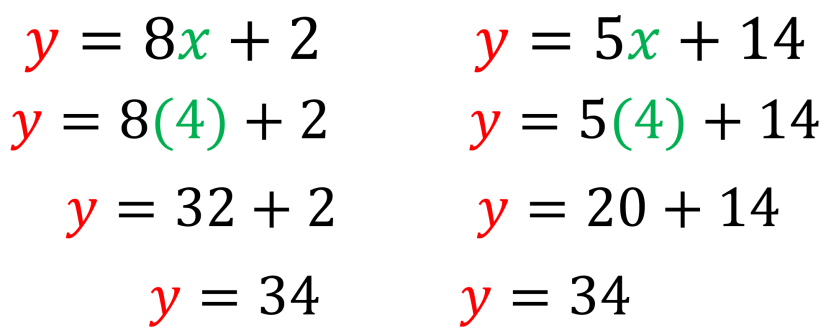 y = 8x + 2
y = 8(4) + 2
y = 32 + 2
y = 34
y = 5x + 14
y = 5(4) + 14
y = 20 + 14
y = 34